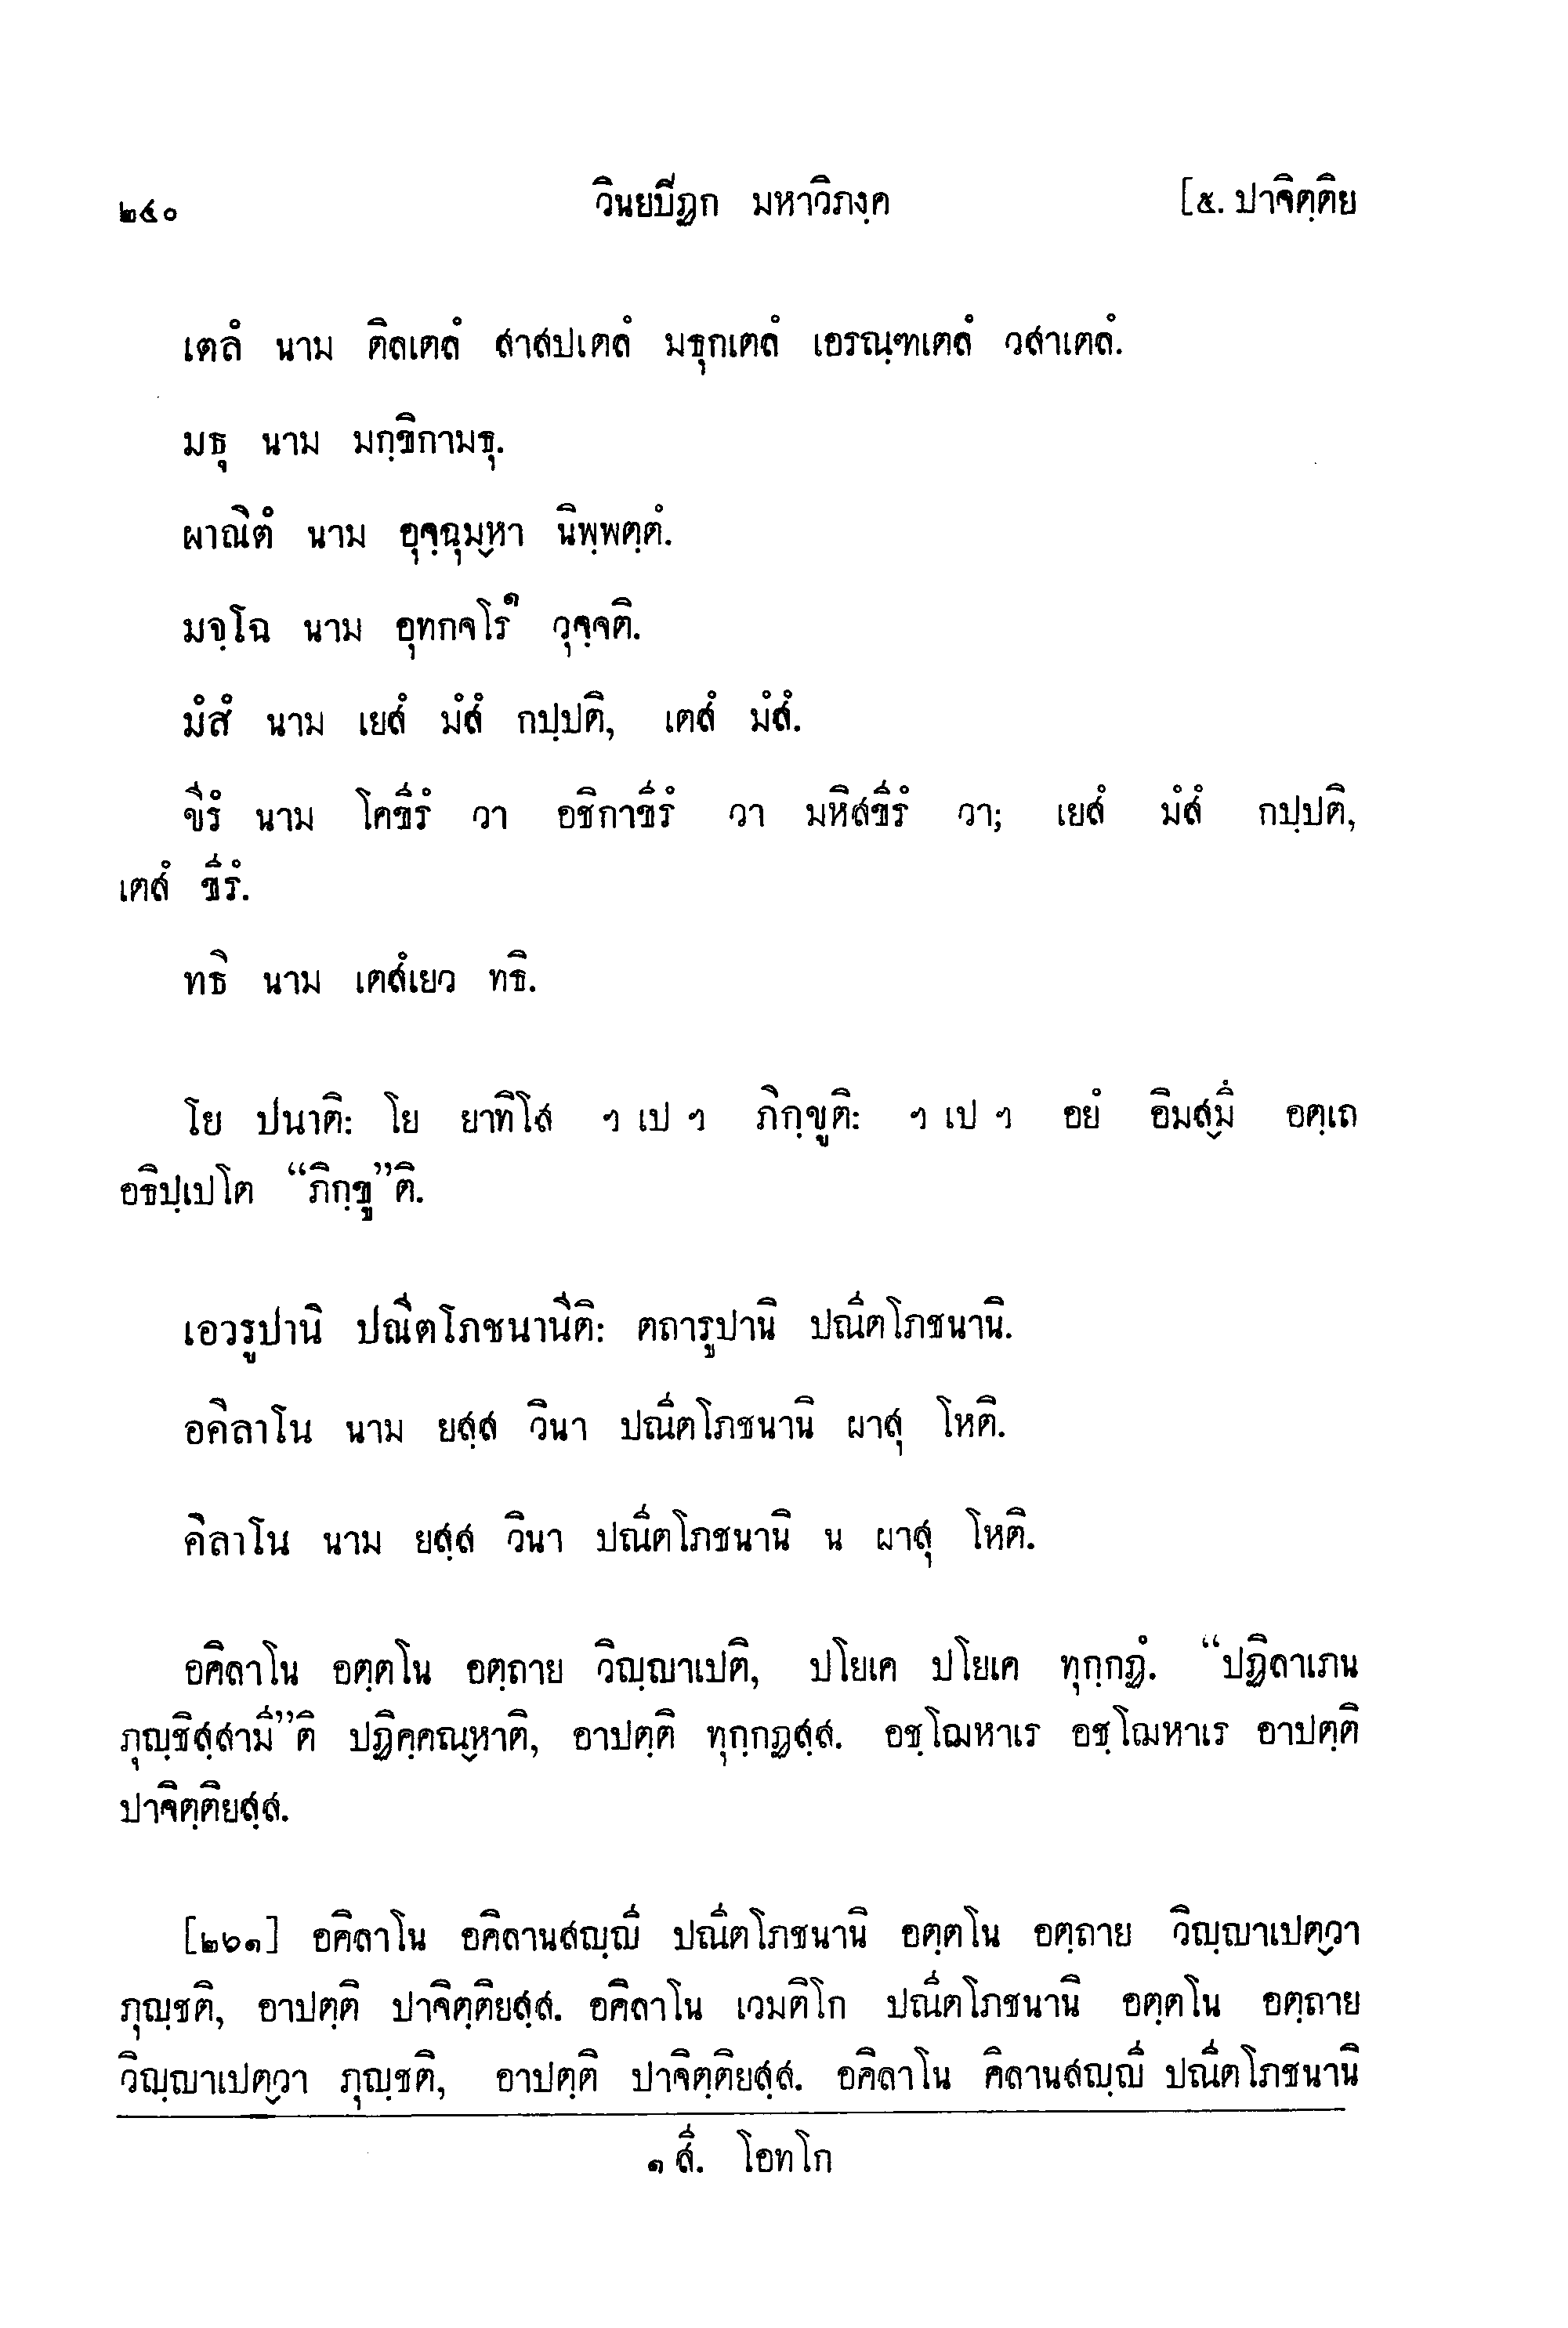 ๒๔๐ วินยปิฏก มหาวิภงฺค [๕. ปาจิตฺติย
เตลํ นาม ติลเตลํ สาสปเตลํ มธุกเตลํ เอรณฺฑเตลํ วสาเตลํ.
มธุ นาม มกฺขิกามธุ.
ผาณิตํ นาม อุจฺฉุม๎หา นิพฺพตฺตํ.
มจฺโฉ นาม อุทกจโร๑ วุจฺจติ.
มํสํ นาม เยสํ มํสํ กปฺปติ, เตสํ มํสํ.
ขีรํ นาม โคขีรํ วา อชิกาขีรํ วา มหิสขีรํ วา; เยสํ มํสํ กปฺปติ,
เตสํ ขีรํ.
ทธิ นาม เตสํเยว ทธิ.
โย ปนาติ: โย ยาทิโส ฯ เป ฯ ภิกฺขูติ: ฯ เป ฯ อยํ อิมส๎มึ อตฺเถ
อธิปฺเปโต “ภิกฺขู”ติ.
เอวรูปานิ ปณีตโภชนานีติ: ตถารูปานิ ปณีตโภชนานิ.
อคิลาโน นาม ยสฺส วินา ปณีตโภชนานิ ผาสุ โหติ.
คิลาโน นาม ยสฺส วินา ปณีตโภชนานิ น ผาสุ โหติ.
อคิลาโน อตฺตโน อตฺถาย วิญฺญาเปติ, ปโยเค ปโยเค ทุกฺกฏํ. “ปฏิลาเภน
ภุญฺชิสฺสามี”ติ ปฏิคฺคณ๎หาติ, อาปตฺติ ทุกฺกฏสฺส. อชฺโฌหาเร อชฺโฌหาเร อาปตฺติ
ปาจิตฺติยสฺส.
[๒๖๑] อคิลาโน อคิลานสญฺญี ปณีตโภชนานิ อตฺตโน อตฺถาย วิญฺญาเปต๎วา
ภุญฺชติ, อาปตฺติ ปาจิตฺติยสฺส. อคิลาโน เวมติโก ปณีตโภชนานิ อตฺตโน อตฺถาย
วิญฺญาเปต๎วา ภุญฺชติ, อาปตฺติ ปาจิตฺติยสฺส. อคิลาโน คิลานสญฺญี ปณีตโภชนานิ
๑ สี. โอทโก